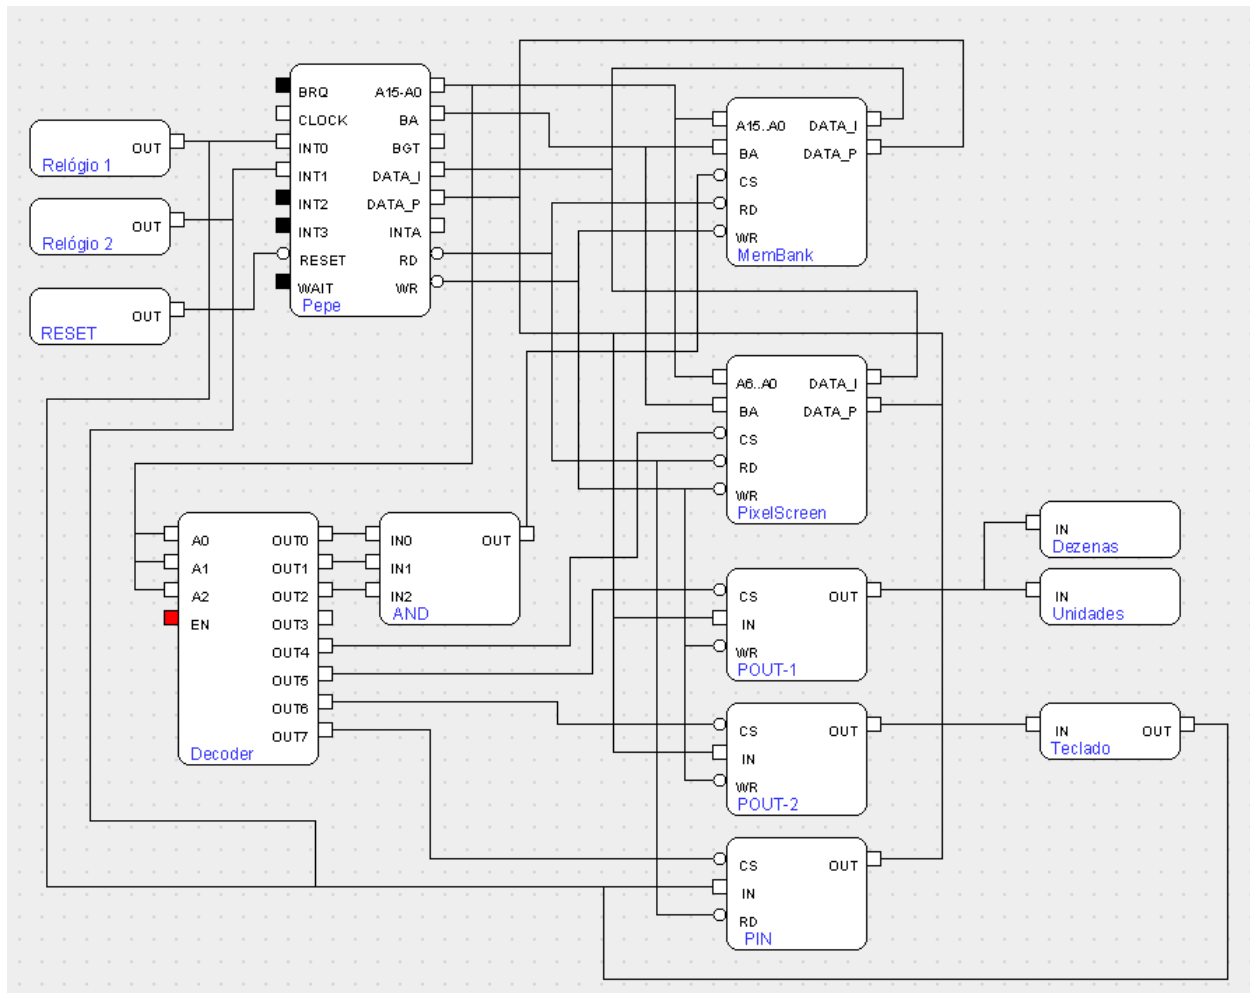 OUT
Relógio 1
OUT
Relógio 2
OUT
RESET
BRQ A15-A0
CLOCK BA
INT0 BGT
INT1 DATA_I
INT2 DATA_P
INT3 INTA
RESET RD
WAIT WR
Pepe
A15..A0 DATA_I
BA DATA_P
CS
RD
WR
MemBank
A6..A0 DATA_I
BA DATA_P
CS
RD
WR
PixelScreen
A0 OUT0
A1 OUT1
A2 OUT2
EN OUT3
OUT4
OUT5
OUT6
OUT7
Decoder
IN0 OUT
IN1
IN2
AND
IN
Dezenas
IN
Unidades
CS OUT
IN
WR
POUT-1
CS OUT
IN
WR
POUT-2
IN OUT
Teclado
CS OUT
IN
RD
PIN